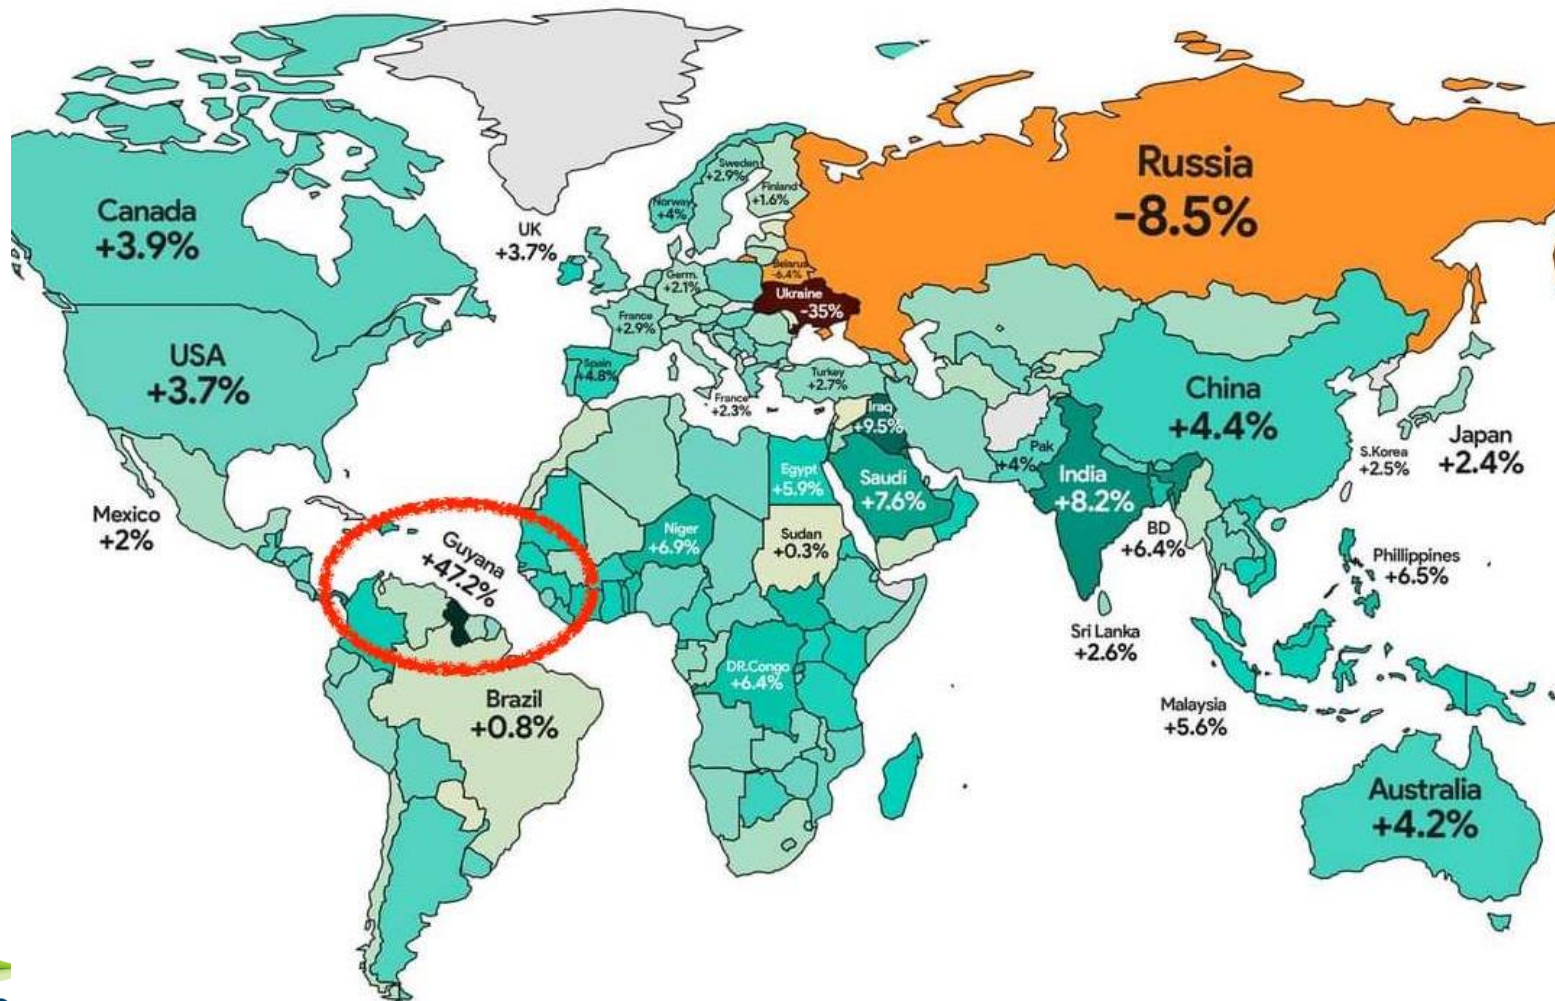 Canada
+3.9%
USA
+3.7%
Mexico
+2%
Guyana
+47.2%
Brazil
+0.8%
UK
+3.7%
Norway
+4%
Sweden
+2.9%
Finland
+1.6%
Germ.
+2.1%
France
+2.9%
Spain
+4.8%
France
+2.3%
Belarus
-6.4%
Ukraine
-35%
Turkey
+2.7%
Russia
-8.5%
Iraq
+9.5%
Egypt
+5.9%
Saudi
+7.6%
Niger
+6.9%
Sudan
+0.3%
DR.Congo
+6.4%
Pak
+4%
India
+8.2%
China
+4.4%
BD
+6.4%
Sri Lanka
+2.6%
S.Korea
+2.5%
Japan
+2.4%
Phillippines
+6.5%
Malaysia
+5.6%
Australia
+4.2%